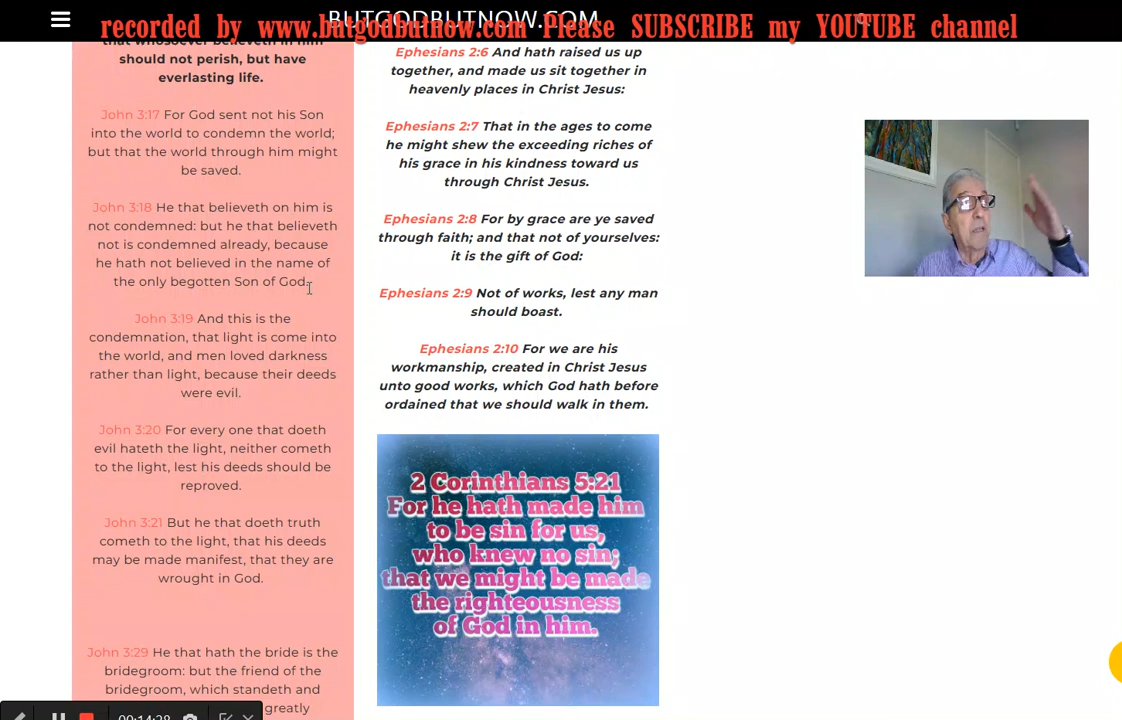 BUTGODBUTNOW.COM
recorded by www.butgodbutnow.com Please SUBSCRIBE my YOUTUBE channel
that whosoever believeth in him
should not perish, but have
everlasting life.
John 3:17 For God sent not his Son
into the world to condemn the world;
but that the world through him might
be saved.
John 3:18 He that believeth on him is
not condemned: but he that believeth
not is condemned already, because
he hath not believed in the name of
the only begotten Son of God.
John 3:19 And this is the
condemnation, that light is come into
the world, and men loved darkness
rather than light, because their deeds
were evil.
John 3:20 For every one that doeth
evil hateth the light, neither cometh
to the light, lest his deeds should be
reproved.
John 3:21 But he that doeth truth
cometh to the light, that his deeds
may be made manifest, that they are
wrought in God.
John 3:29 He that hath the bride is the
bridegroom: but the friend of the
bridegroom, which standeth and
greatly
00:14:28
Ephesians 2:6 And hath raised us up
together, and made us sit together in
heavenly places in Christ Jesus:
Ephesians 2:7 That in the ages to come
he might shew the exceeding riches of
his grace in his kindness toward us
through Christ Jesus.
Ephesians 2:8 For by grace are ye saved
through faith; and that not of yourselves:
it is the gift of God:
Ephesians 2:9 Not of works, lest any man
should boast.
Ephesians 2:10 For we are his
workmanship, created in Christ Jesus
unto good works, which God hath before
ordained that we should walk in them.
2 Corinthians 5:21
For he hath made him
to be sin for us,
who knew no sin;
that we might be made
the righteousness
of God in him.